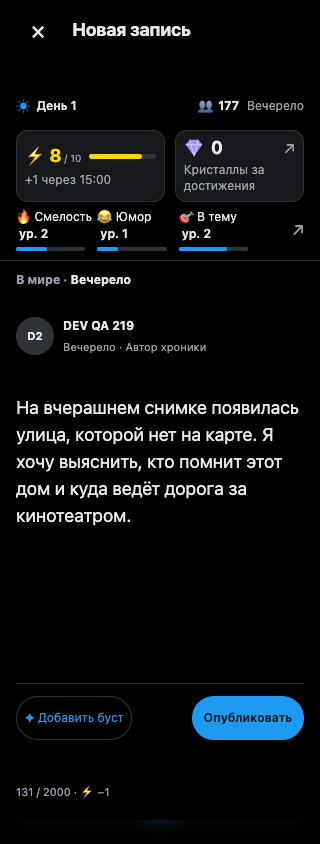 × Новая запись
День 1
177 Вечерело
8 / 10
+1 через 15:00
0
Кристаллы за
достижения
Смелость Юмор В тему
ур. 2 ур. 1 ур. 2
В мире · Вечерело
D2
DEV QA 219
Вечерело · Автор хроники
На вчерашнем снимке появилась
улица, которой нет на карте. Я
хочу выяснить, кто помнит этот
дом и куда ведёт дорога за
кинотеатром.
Добавить буст
Опубликовать
131 / 2000 · ⚡ −1